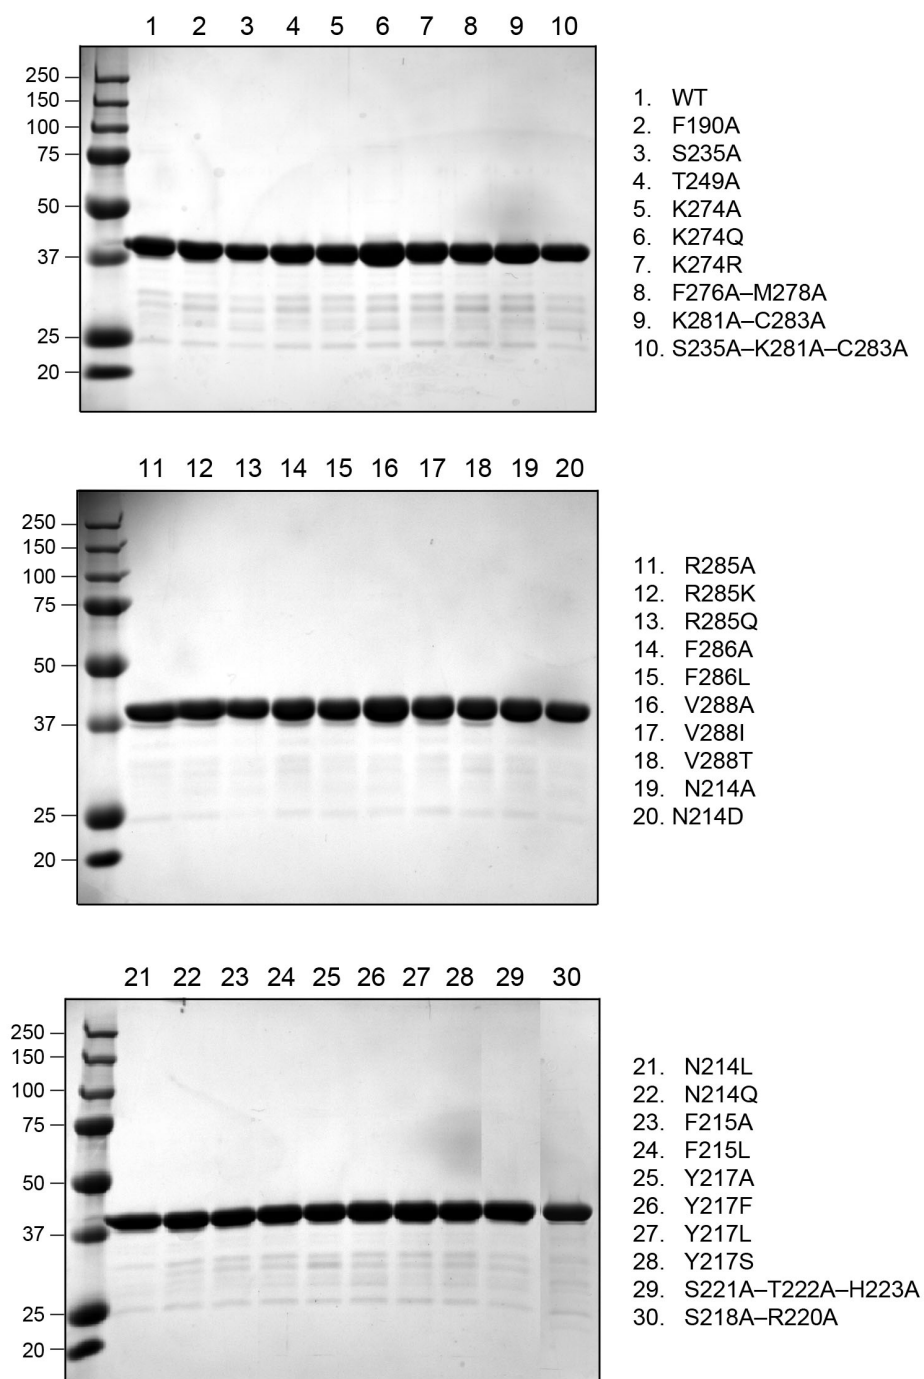 1 2 3 4 5 6 7 8 9 10
250
150
100
75
50
37
25
20
1. WT
2. F190A
3. S235A
4. T249A
5. K274A
6. K274Q
7. K274R
8. F276A–M278A
9. K281A–C283A
10. S235A–K281A–C283A
11 12 13 14 15 16 17 18 19 20
250
150
100
75
50
37
25
20
11. R285A
12. R285K
13. R285Q
14. F286A
15. F286L
16. V288A
17. V288I
18. V288T
19. N214A
20. N214D
21 22 23 24 25 26 27 28 29 30
250
150
100
75
50
37
25
20
21. N214L
22. N214Q
23. F215A
24. F215L
25. Y217A
26. Y217F
27. Y217L
28. Y217S
29. S221A–T222A–H223A
30. S218A–R220A